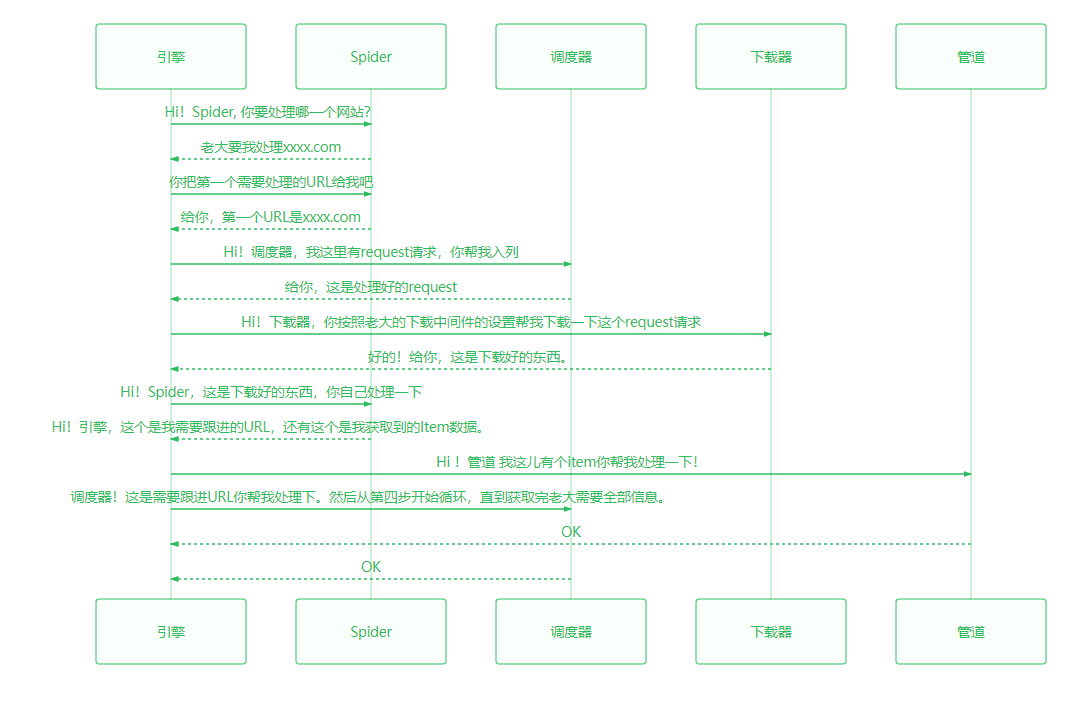 引擎 Spider 调度器 下载器 管道
Hi！Spider, 你要处理哪一个网站?
老大要我处理xxxx.com
你把第一个需要处理的URL给我吧
给你，第一个URL是xxxx.com
Hi！调度器，我这里有request请求，你帮我入列
给你，这是处理好的request
Hi！下载器，你按照老大的下载中间件的设置帮我下载一下这个request请求
好的！给你，这是下载好的东西。
Hi！Spider，这是下载好的东西，你自己处理一下
Hi！引擎，这个是我需要跟进的URL，还有这个是我获取到的Item数据。
Hi ！管道 我这儿有个item你帮我处理一下！
调度器！这是需要跟进URL你帮我处理下。然后从第四步开始循环，直到获取完老大需要全部信息。
OK
OK
引擎 Spider 调度器 下载器 管道